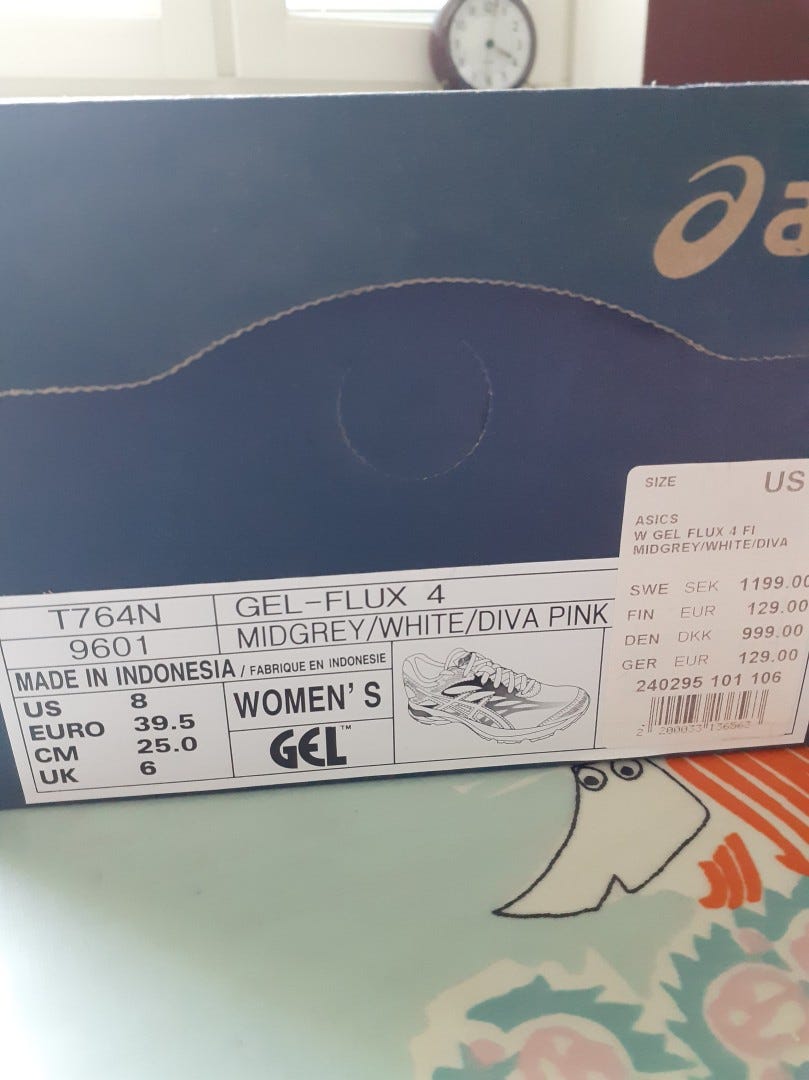 a
T764N
GEL-FLUX 4
9601
MIDGREY/WHITE/DIVA PINK
MADE IN INDONESIA / FABRIQUE EN INDONESIE
US 8
EURO 39.5
CM 25.0
UK 6
WOMEN'S
GEL™
SIZE US
ASICS
W GEL FLUX 4 FI
MIDGREY/WHITE/DIVA
SWE SEK 1199.00
FIN EUR 129.00
DEN DKK 999.00
GER EUR 129.00
240295 101 106